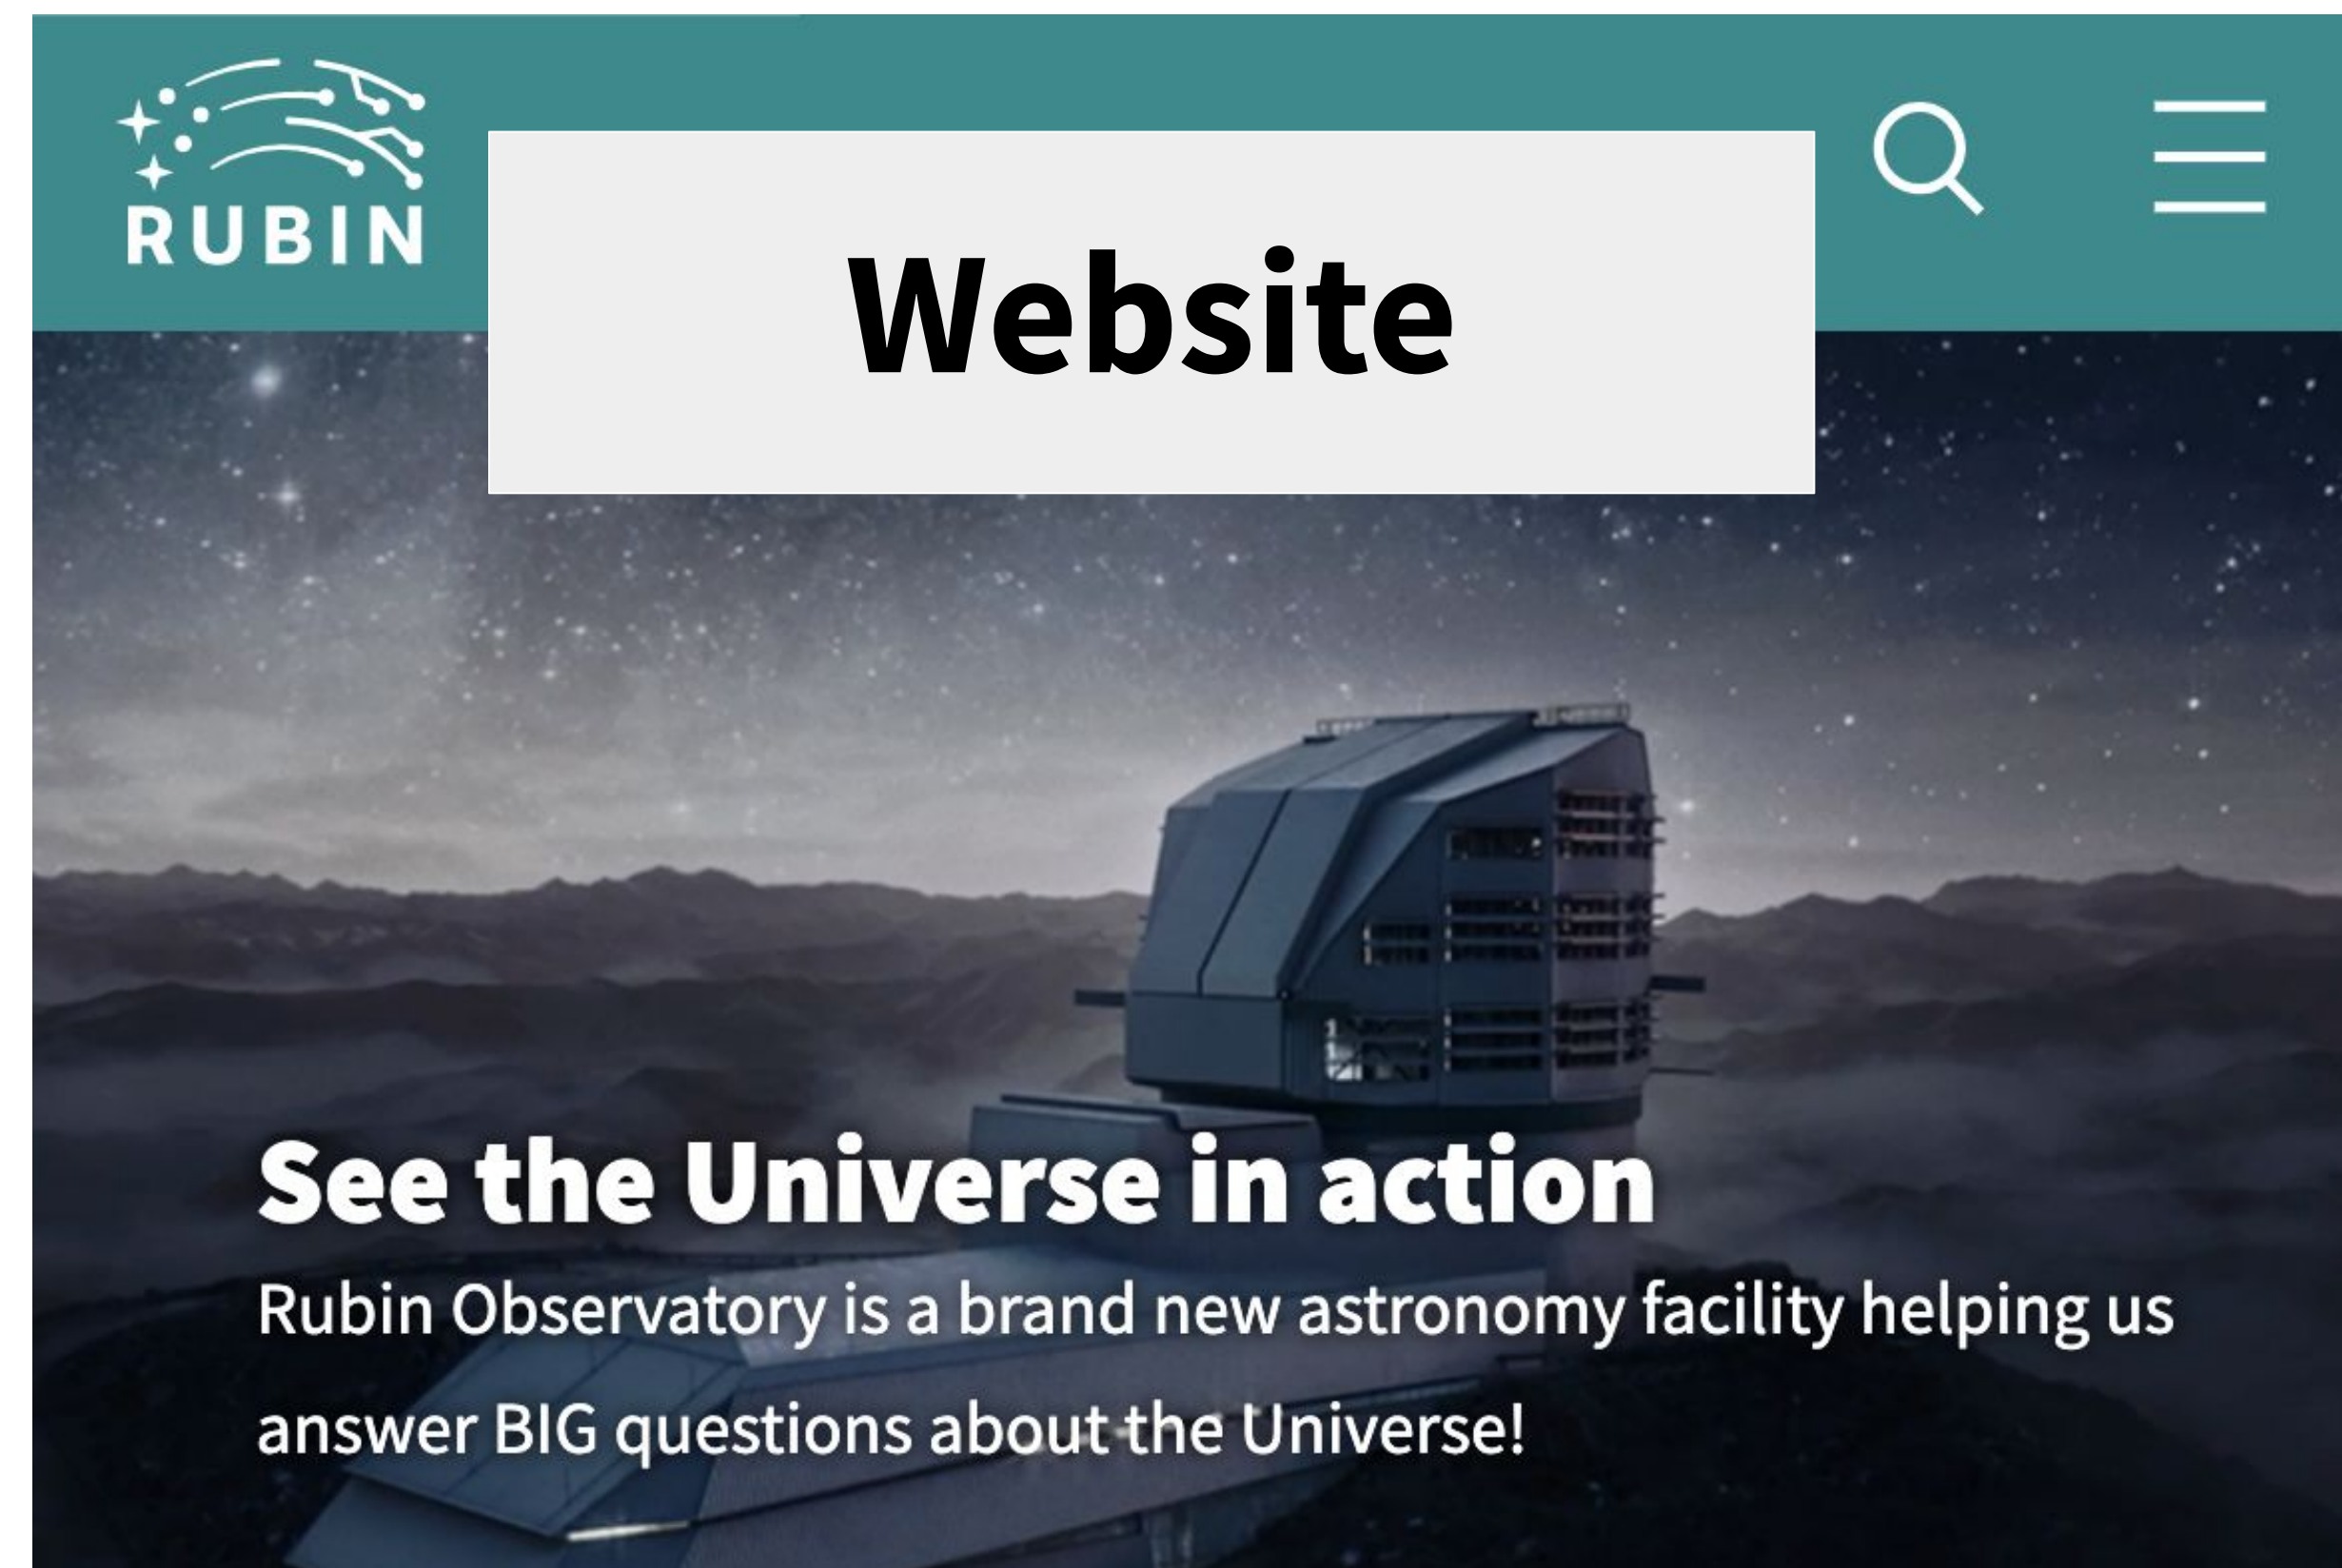 RUBIN
Website
See the Universe in action
Rubin Observatory is a brand new astronomy facility helping us
answer BIG questions about the Universe!